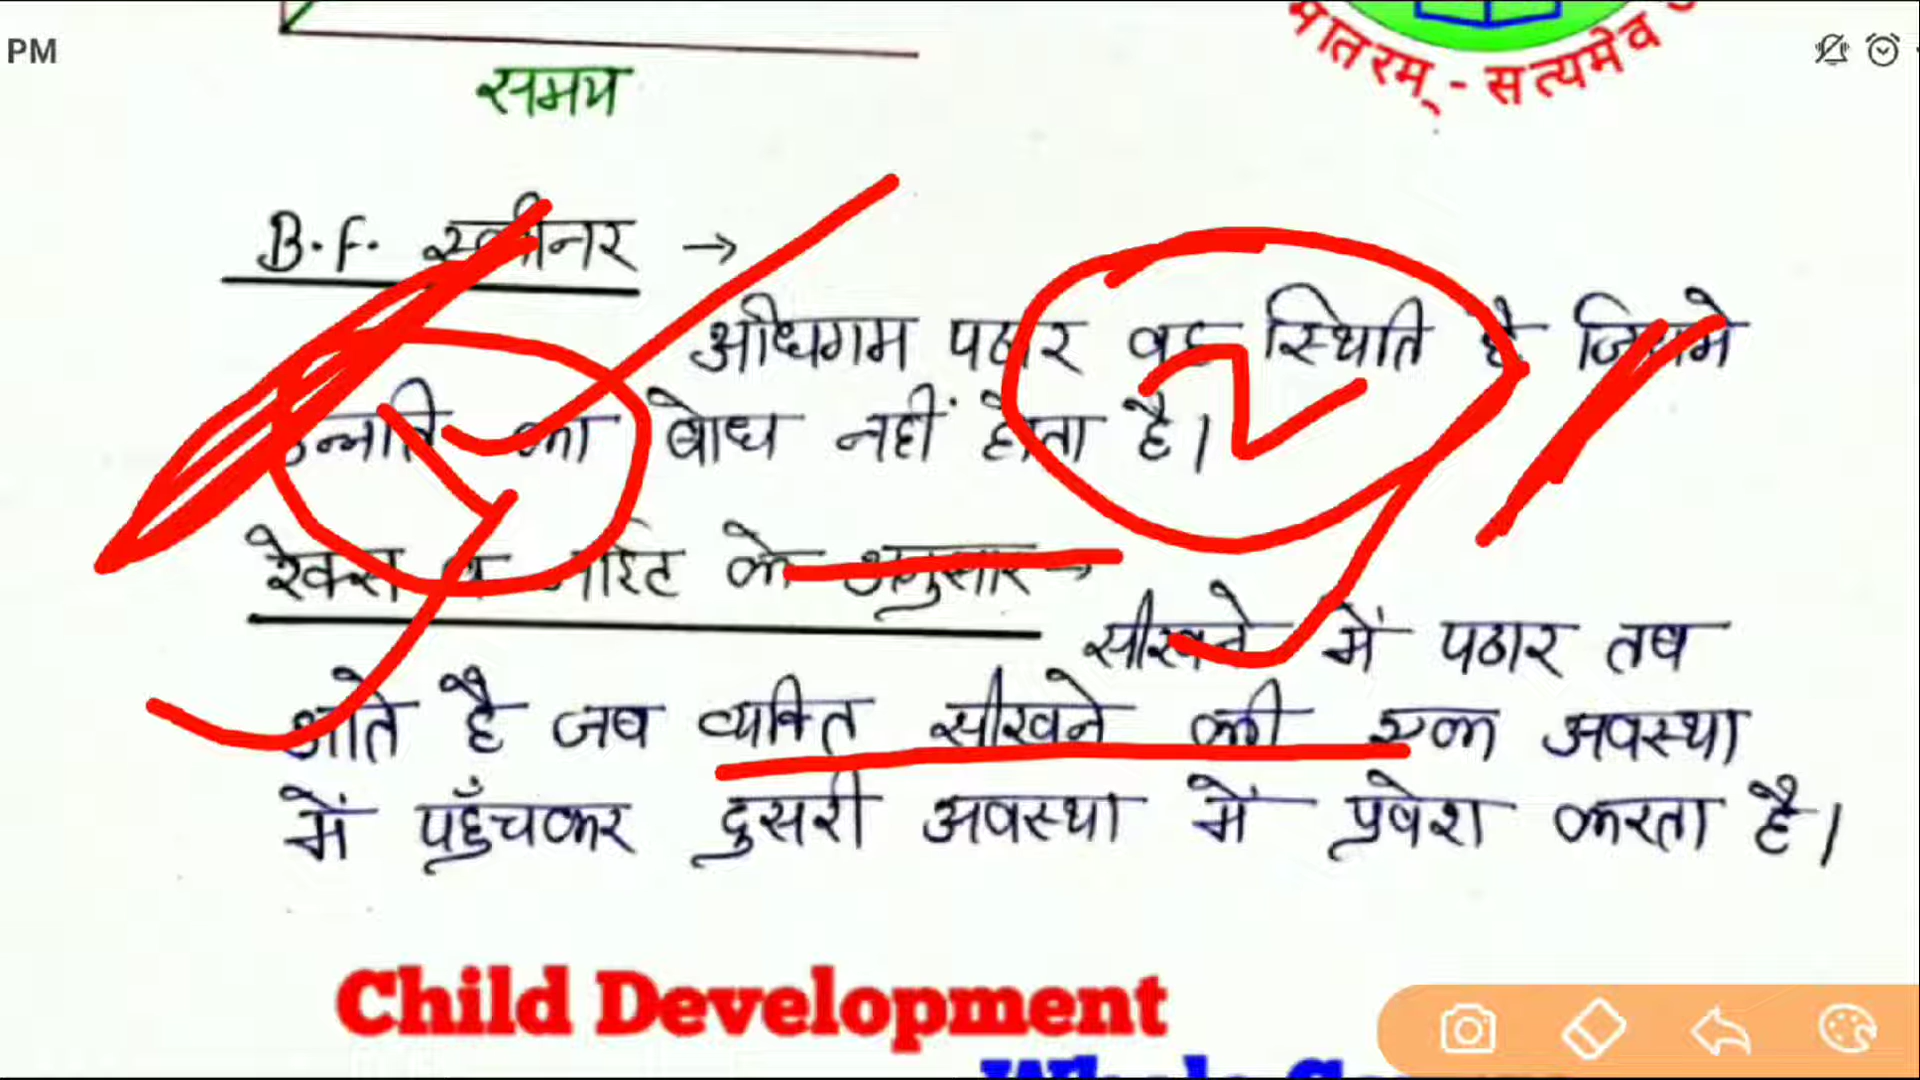 PM
मातरम् - सत्यमेव
समय
B.F. स्कीनर →
अधिगम पठार वह स्थिति है जिसमे
उन्नति का बोध नहीं होता है।
रेक्स व नाईट के अनुसार →
सीखने में पठार तब
आते है जब व्यक्ति सीखने की एक अवस्था
में पहुँचकर दुसरी अवस्था में प्रवेश करता है।
Child Development